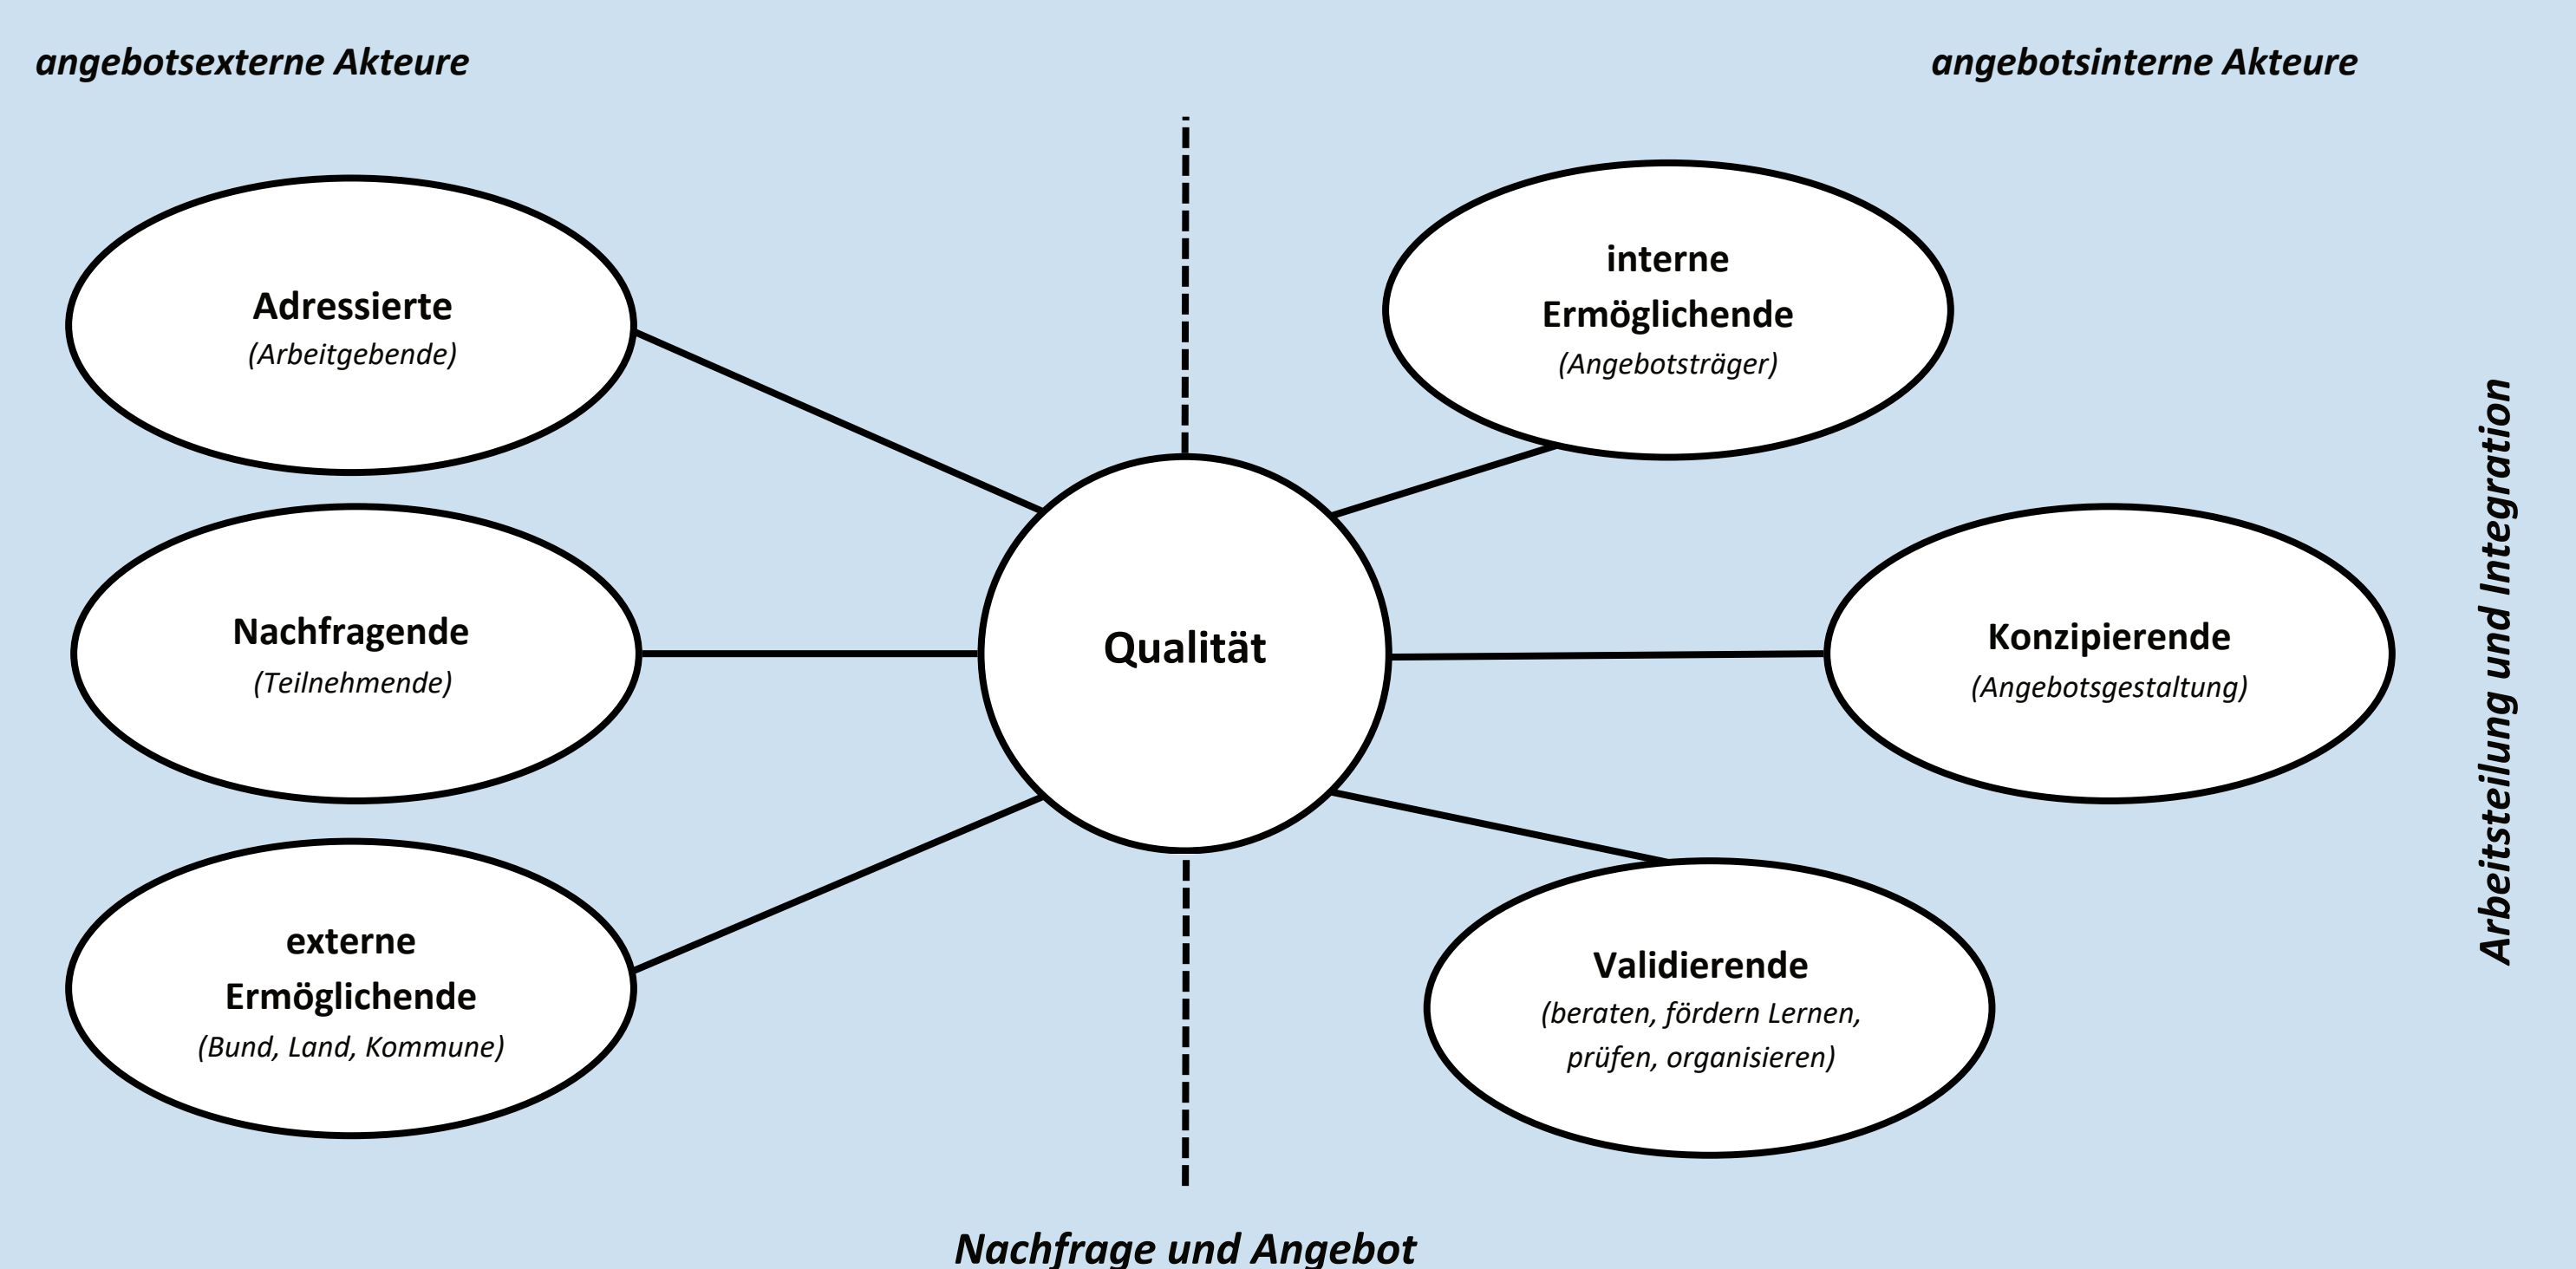 angebotsexterne Akteure
angebotsinterne Akteure
Adressierte
(Arbeitgebende)
Nachfragende
(Teilnehmende)
externe
Ermöglichende
(Bund, Land, Kommune)
Qualität
interne
Ermöglichende
(Angebotsträger)
Konzipierende
(Angebotsgestaltung)
Validierende
(beraten, fördern Lernen,
prüfen, organisieren)
Arbeitsteilung und Integration
Nachfrage und Angebot